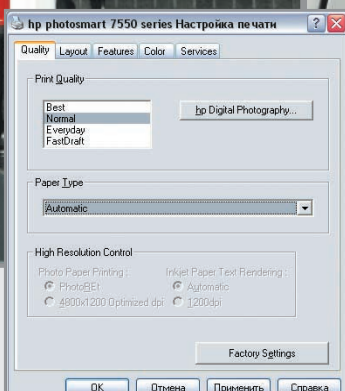 hp photosmart 7550 series Настройка печати
Quality Layout Features Color Services
Print Quality
Best
Normal
Everyday
FastDraft
hp Digital Photography...
Paper Type
Automatic
High Resolution Control
Photo Paper Printing : Inkjet Paper Text Rendering :
PhotoREt Automatic
4800x1200 Optimized dpi 1200dpi
Factory Settings
OK Отмена Применить Справка